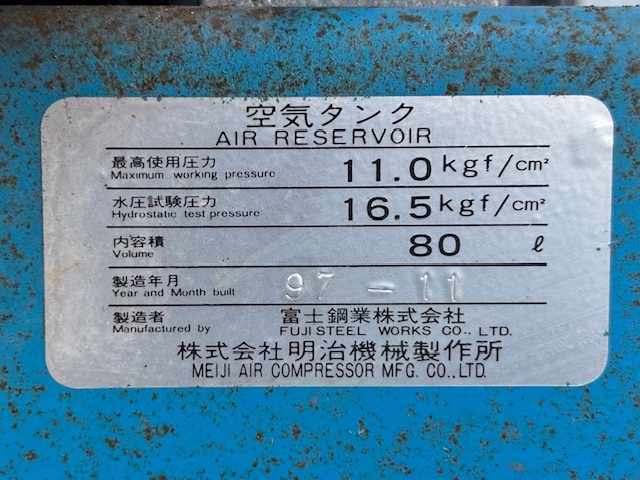 空気タンク
AIR RESERVOIR
最高使用圧力 11.0 kgf/cm²
Maximum working pressure
水圧試験圧力 16.5 kgf/cm²
Hydrostatic test pressure
内容積 80 ℓ
Volume
製造年月 97-11
Year and Month built
製造者 富士鋼業株式会社
Manufactured by FUJI STEEL WORKS CO., LTD.
株式会社明治機械製作所
MEIJI AIR COMPRESSOR MFG. CO.,LTD.